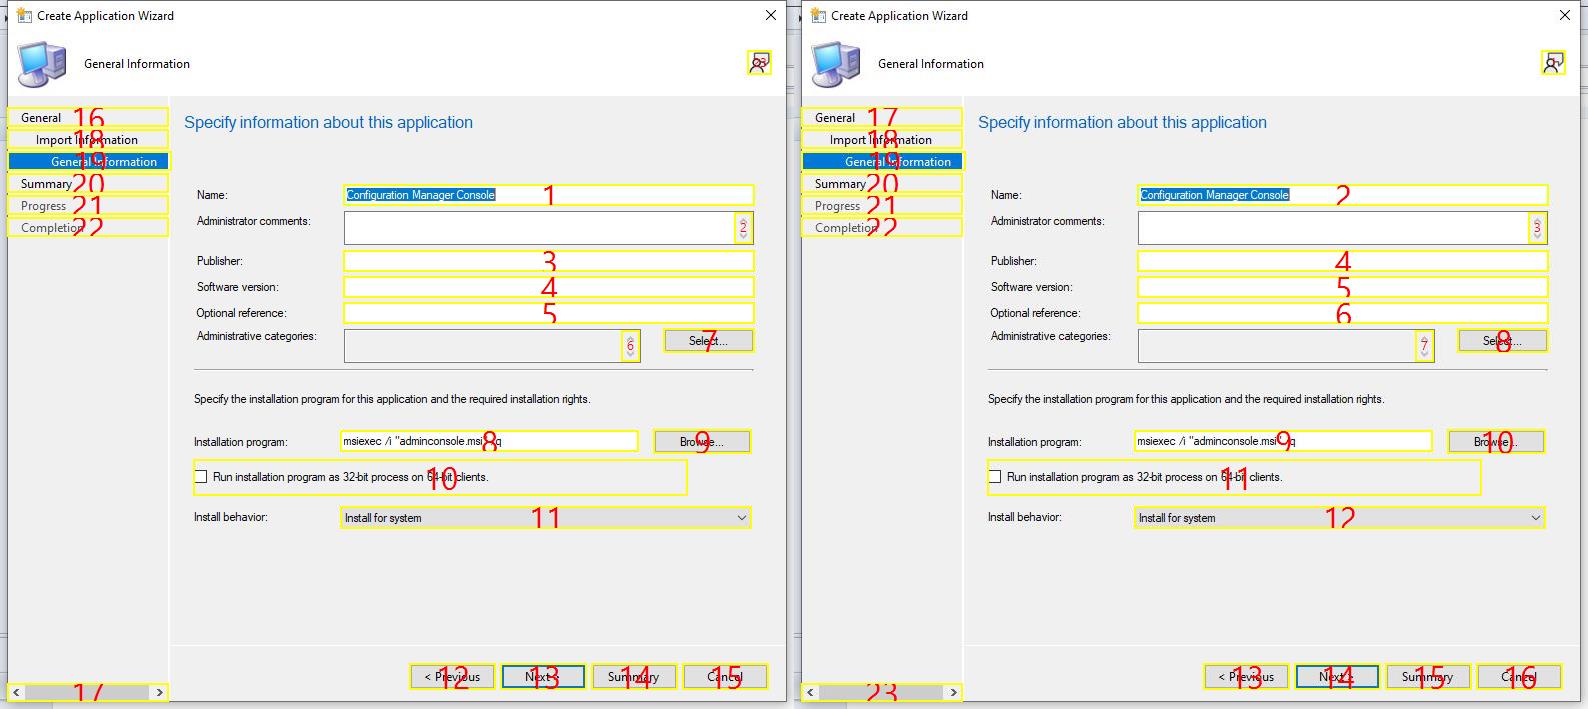 Create Application Wizard
General Information
23
General 16
Import Information 18
General Information 19
Summary 20
Progress 21
Completion 22
17
Specify information about this application
Name: Configuration Manager Console 1
Administrator comments: 2
Publisher: 3
Software version: 4
Optional reference: 5
Administrative categories: 6 Select... 7
Specify the installation program for this application and the required installation rights.
Installation program: msiexec /i "adminconsole.msi" /q 8 Browse... 9
Run installation program as 32-bit process on 64-bit clients. 10
Install behavior: Install for system 11
< Previous 12 Next > 13 Summary 14 Cancel 15
Create Application Wizard
General Information
1
General 17
Import Information 18
General Information 19
Summary 20
Progress 21
Completion 22
23
Specify information about this application
Name: Configuration Manager Console 2
Administrator comments: 3
Publisher: 4
Software version: 5
Optional reference: 6
Administrative categories: 7 Select... 8
Specify the installation program for this application and the required installation rights.
Installation program: msiexec /i "adminconsole.msi" /q 9 Browse... 10
Run installation program as 32-bit process on 64-bit clients. 11
Install behavior: Install for system 12
< Previous 13 Next > 14 Summary 15 Cancel 16